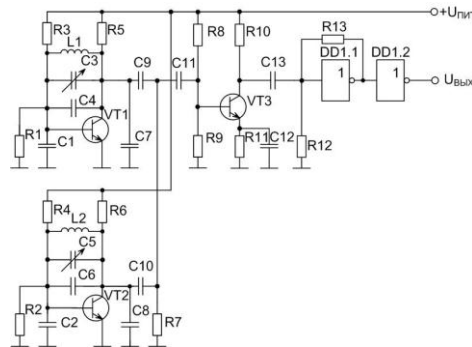 +Uпит
R3 R5 R8 R10 R13
L1 DD1.1 DD1.2
C3 C9 C11 C13 1 1
Uвых
C4 VT1 VT3
R1 C1 C7 R9 R11 C12 R12
R4 R6
L2
C5
C6 C10
VT2
R2 C2 C8 R7